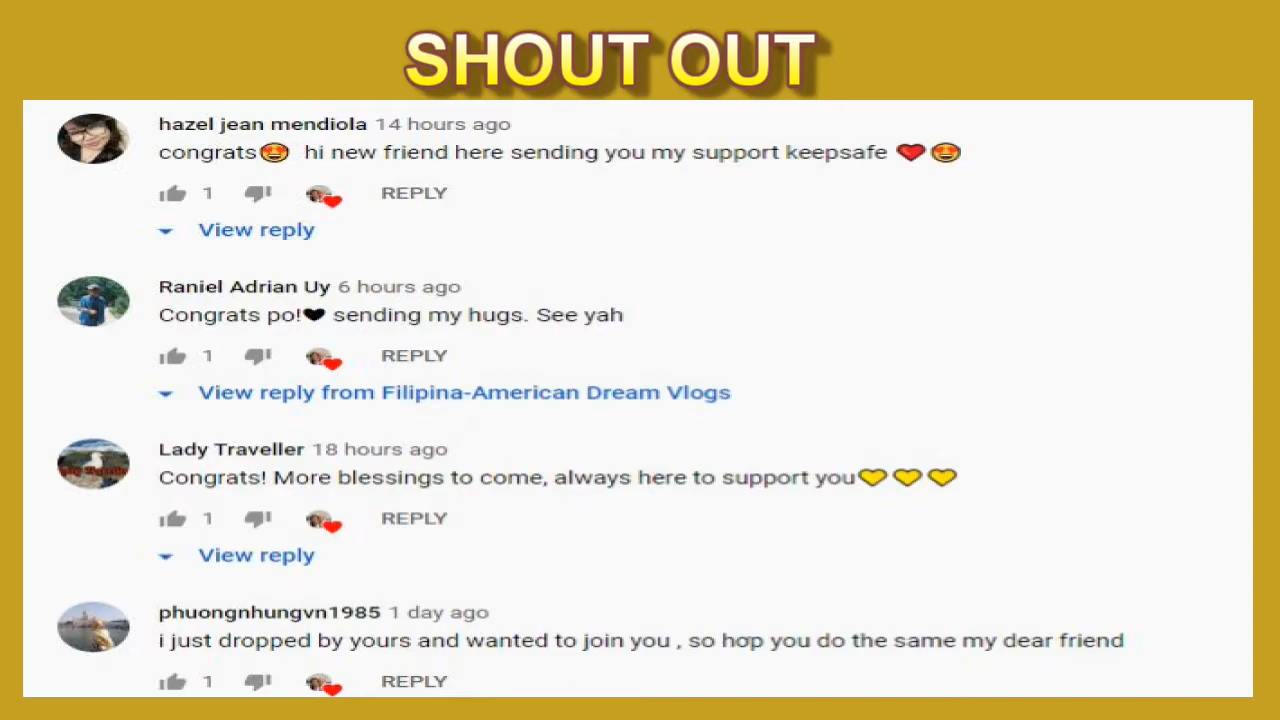 SHOUT OUT
hazel jean mendiola 14 hours ago
congrats😍 hi new friend here sending you my support keepsafe ❤️😍
1 REPLY
View reply
Raniel Adrian Uy 6 hours ago
Congrats po!🖤 sending my hugs. See yah
1 REPLY
View reply from Filipina-American Dream Vlogs
Lady Traveller 18 hours ago
Congrats! More blessings to come, always here to support you💛💛💛
1 REPLY
View reply
phuongnhungvn1985 1 day ago
i just dropped by yours and wanted to join you , so hơp you do the same my dear friend
1 REPLY